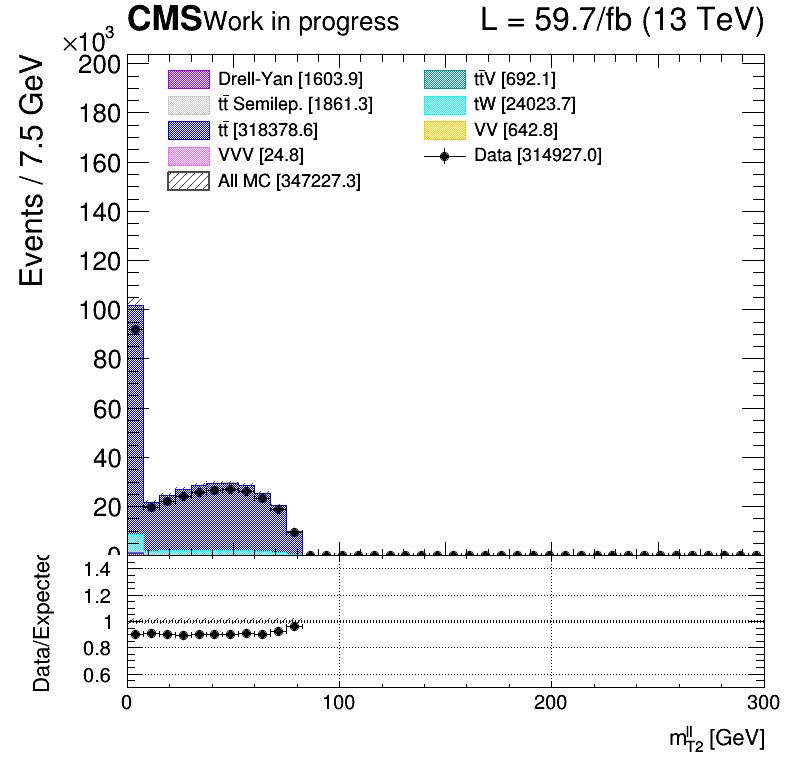 CMS Work in progress L = 59.7/fb (13 TeV)
×10³
Events / 7.5 GeV
200
180
160
140
120
100
80
60
40
20
0
Drell-Yan [1603.9]
tt̄ Semilep. [1861.3]
tt̄ [318378.6]
VVV [24.8]
All MC [347227.3]
tt̄V [692.1]
tW [24023.7]
VV [642.8]
Data [314927.0]
Data/Expected
1.4
1.2
1
0.8
0.6
0 100 200 300
m_{T2}^{ll} [GeV]